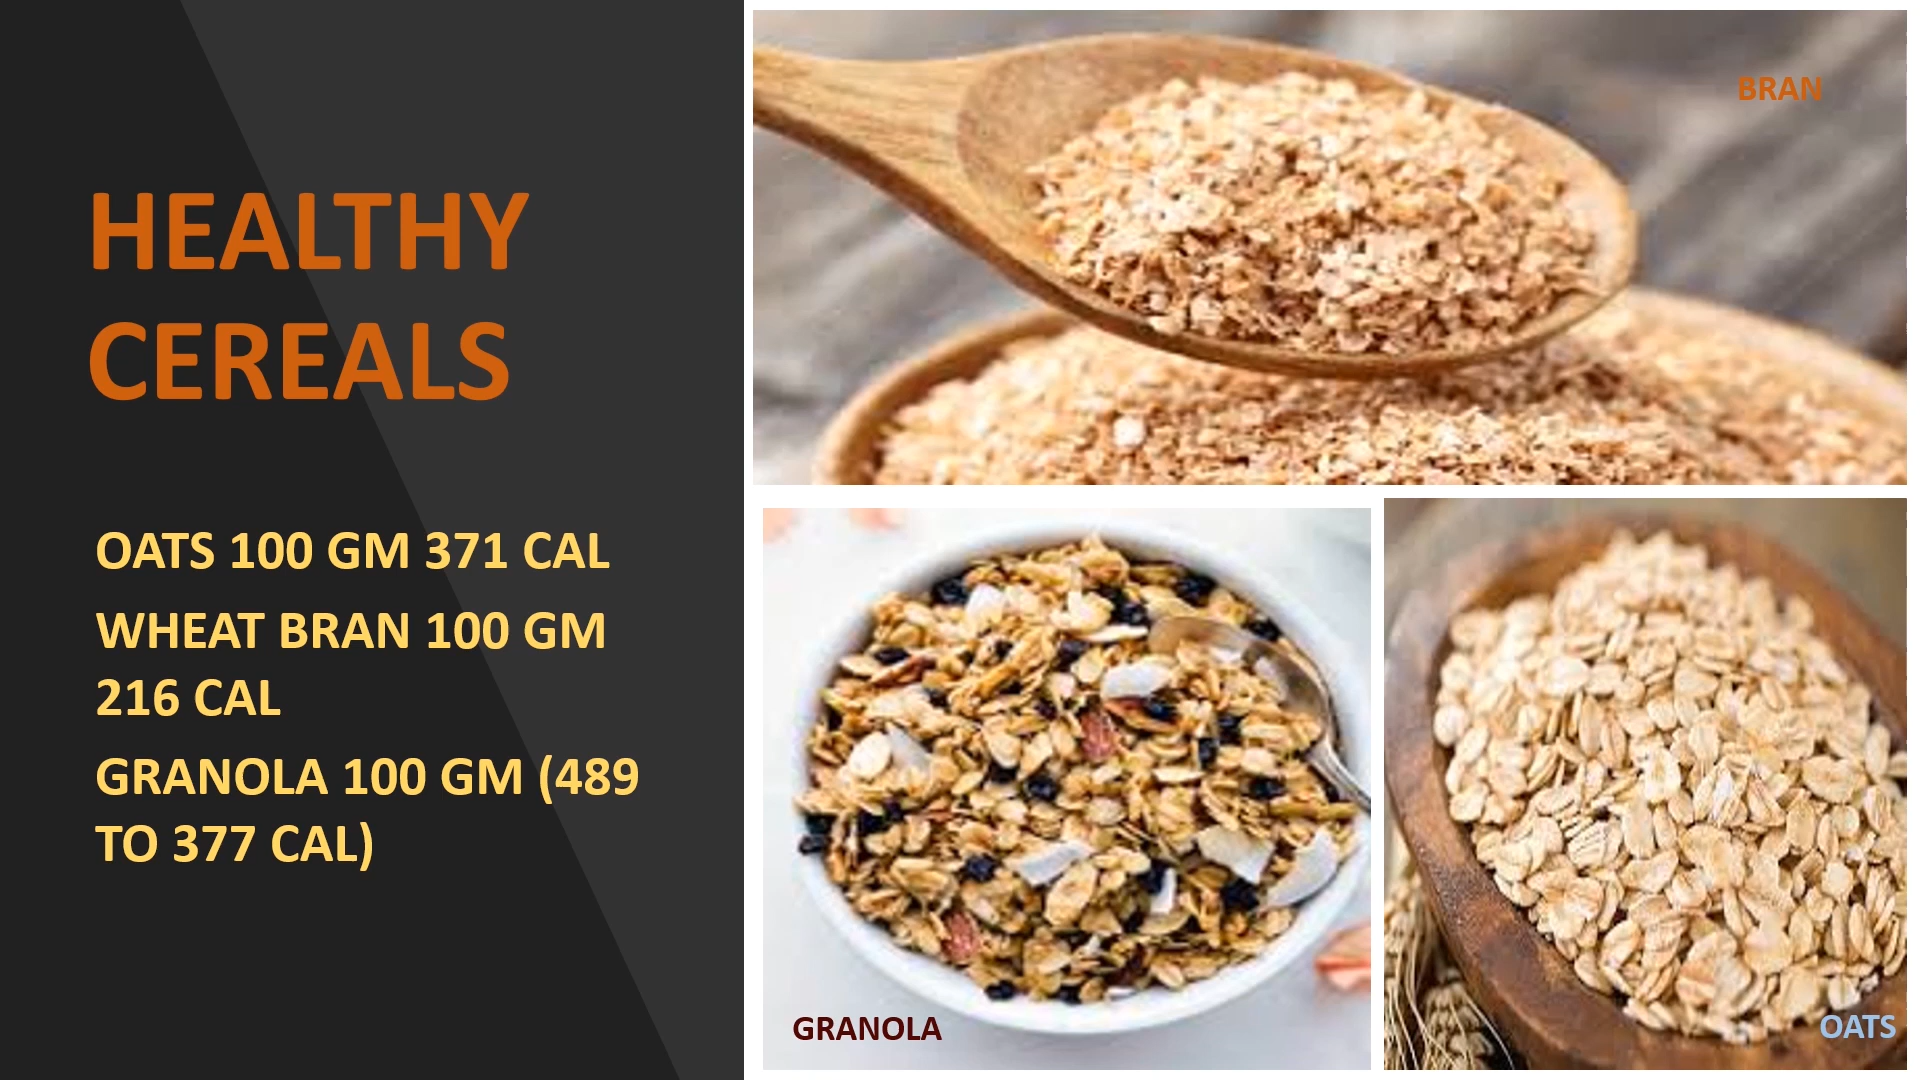 HEALTHY
CEREALS
OATS 100 GM 371 CAL
WHEAT BRAN 100 GM
216 CAL
GRANOLA 100 GM (489
TO 377 CAL)
BRAN
GRANOLA
OATS